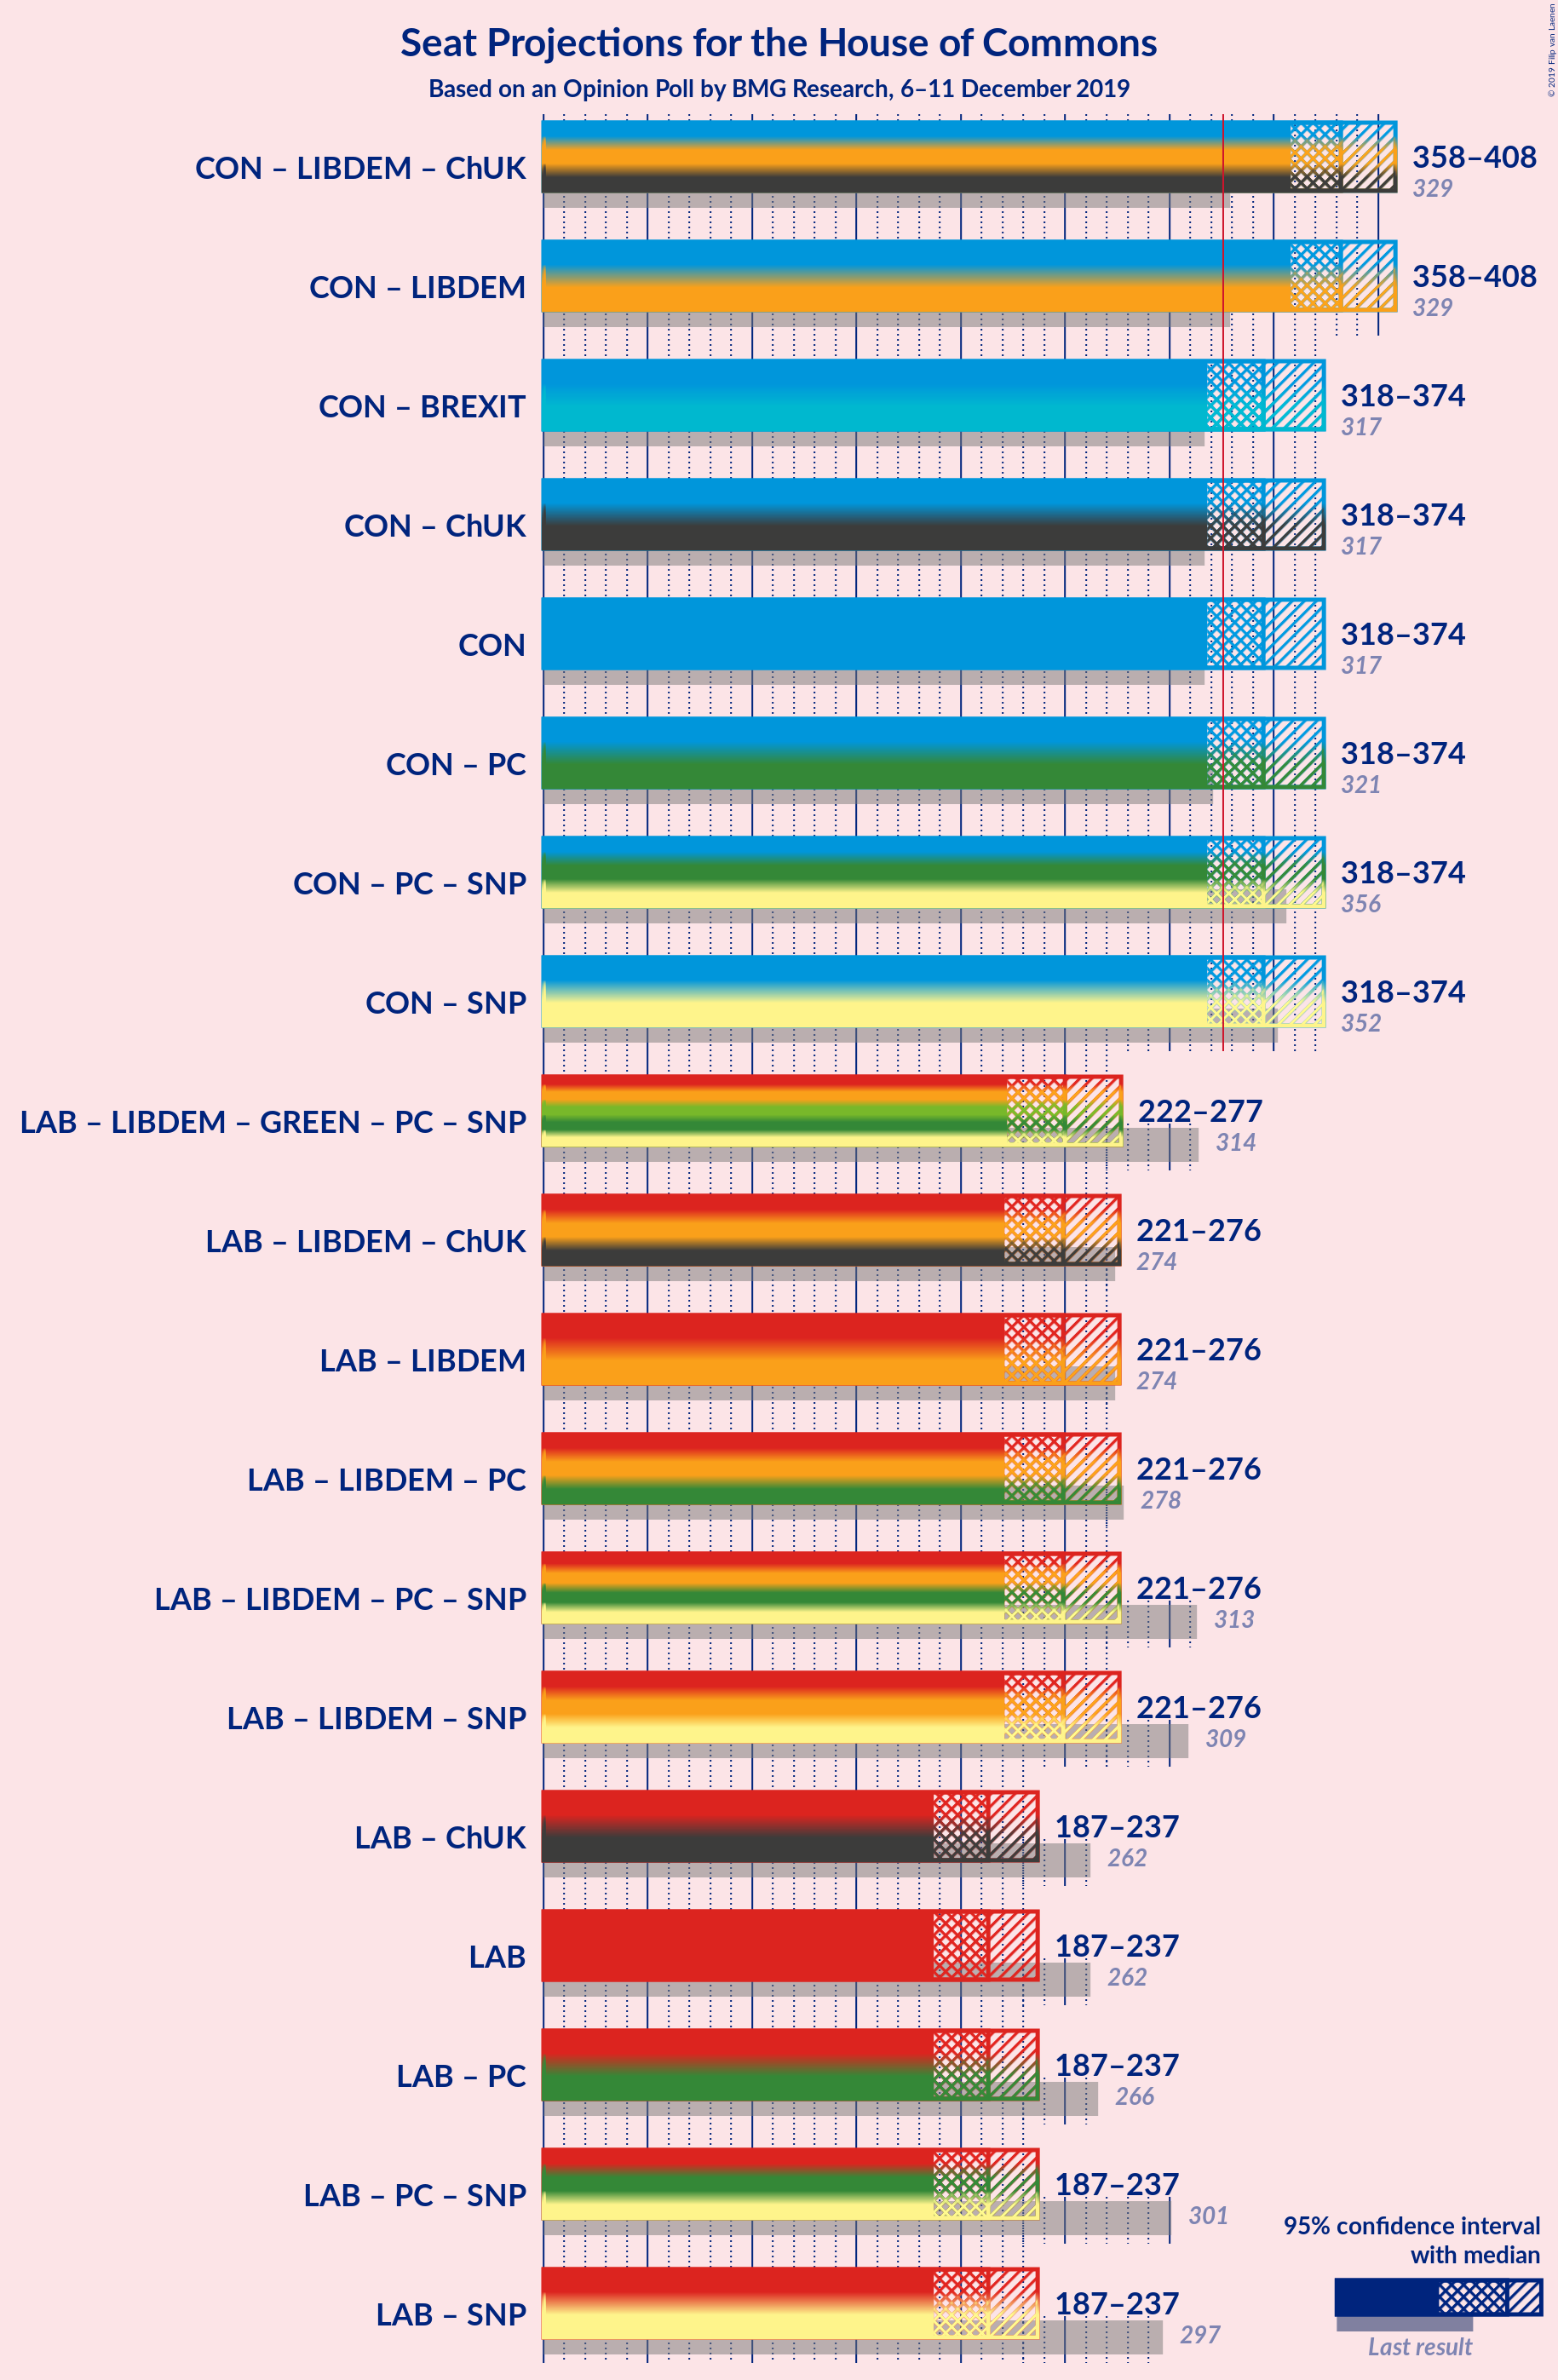 Seat Projections for the House of Commons
Based on an Opinion Poll by BMG Research, 6–11 December 2019
© 2019 Filip van Laenen
CON – LIBDEM – ChUK
358–408
329
CON – LIBDEM
358–408
329
CON – BREXIT
318–374
317
CON – ChUK
318–374
317
CON
318–374
317
CON – PC
318–374
321
CON – PC – SNP
318–374
356
CON – SNP
318–374
352
LAB – LIBDEM – GREEN – PC – SNP
222–277
314
LAB – LIBDEM – ChUK
221–276
274
LAB – LIBDEM
221–276
274
LAB – LIBDEM – PC
221–276
278
LAB – LIBDEM – PC – SNP
221–276
313
LAB – LIBDEM – SNP
221–276
309
LAB – ChUK
187–237
262
LAB
187–237
262
LAB – PC
187–237
266
LAB – PC – SNP
187–237
301
LAB – SNP
187–237
297
95% confidence interval
with median
Last result